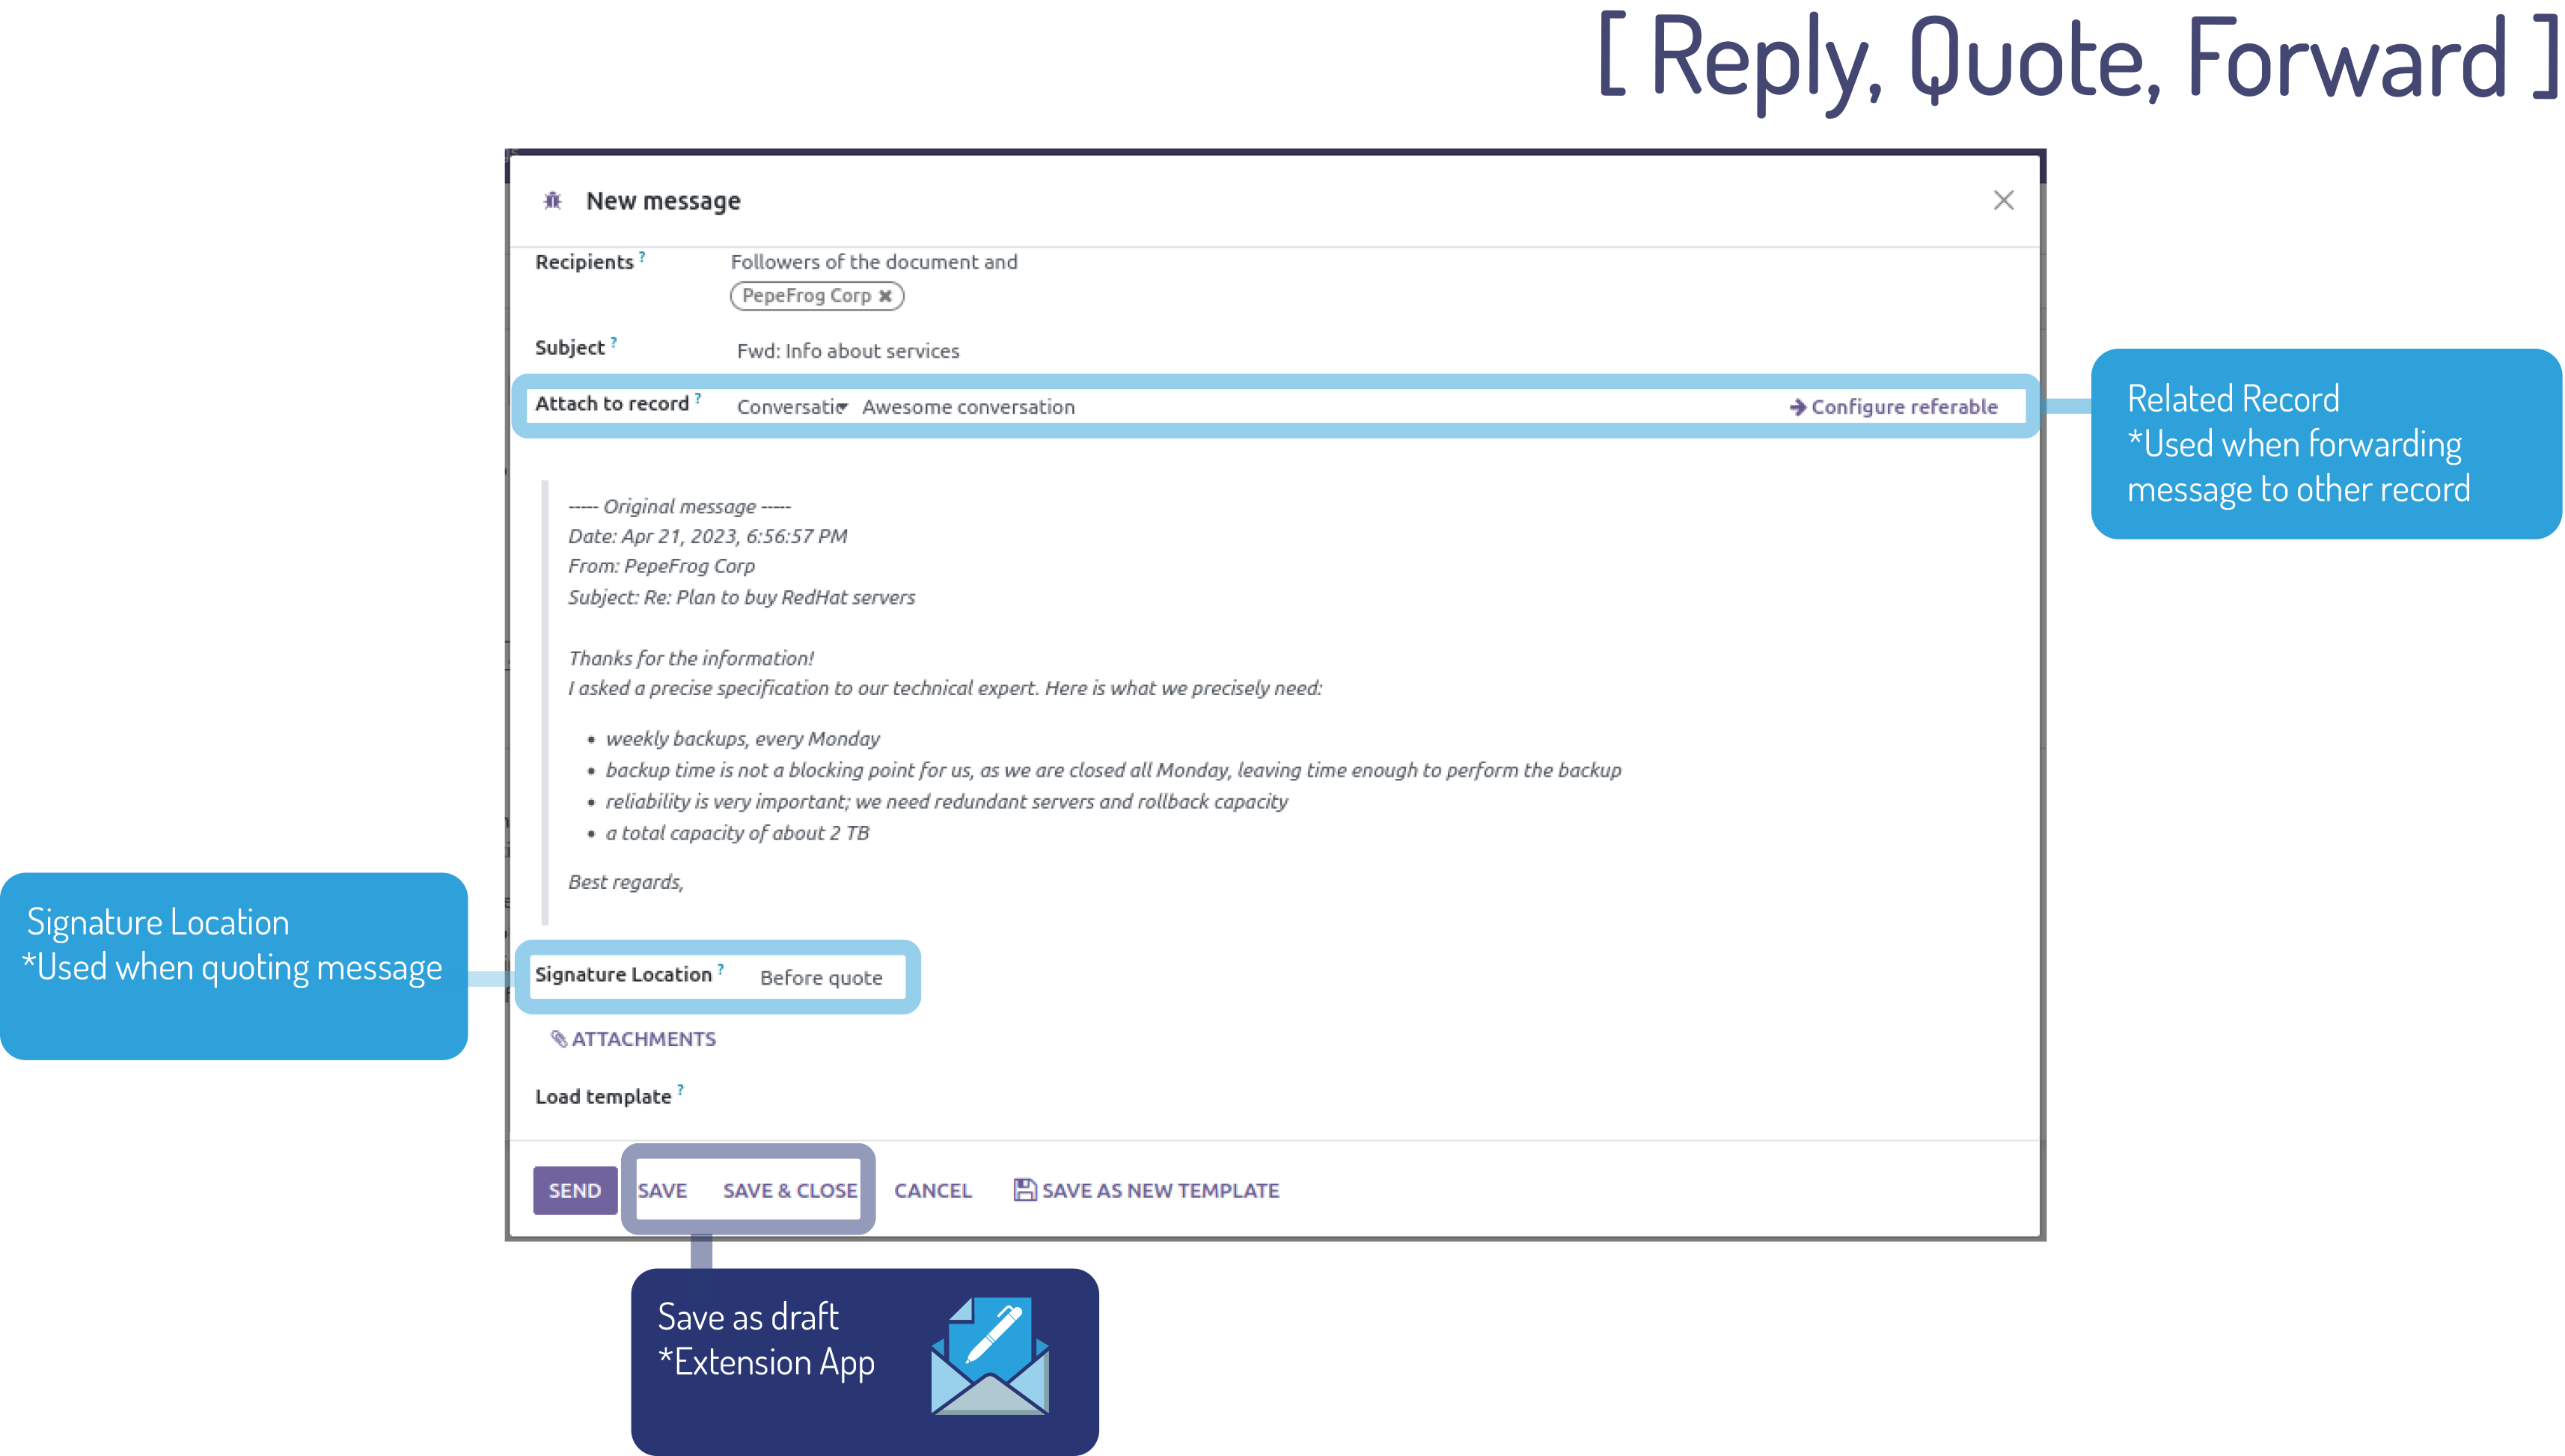 [ Reply, Quote, Forward ]
New message
Recipients ?
Followers of the document and
PepeFrog Corp ✖
Subject ?
Fwd: Info about services
Attach to record ?
Conversatic Awesome conversation
Configure referable
Related Record
*Used when forwarding
message to other record
----- Original message -----
Date: Apr 21, 2023, 6:56:57 PM
From: PepeFrog Corp
Subject: Re: Plan to buy RedHat servers
Thanks for the information!
I asked a precise specification to our technical expert. Here is what we precisely need:
• weekly backups, every Monday
• backup time is not a blocking point for us, as we are closed all Monday, leaving time enough to perform the backup
• reliability is very important; we need redundant servers and rollback capacity
• a total capacity of about 2 TB
Best regards,
Signature Location
*Used when quoting message
Signature Location ?
Before quote
ATTACHMENTS
Load template ?
SEND
SAVE
SAVE & CLOSE
CANCEL
SAVE AS NEW TEMPLATE
Save as draft
*Extension App